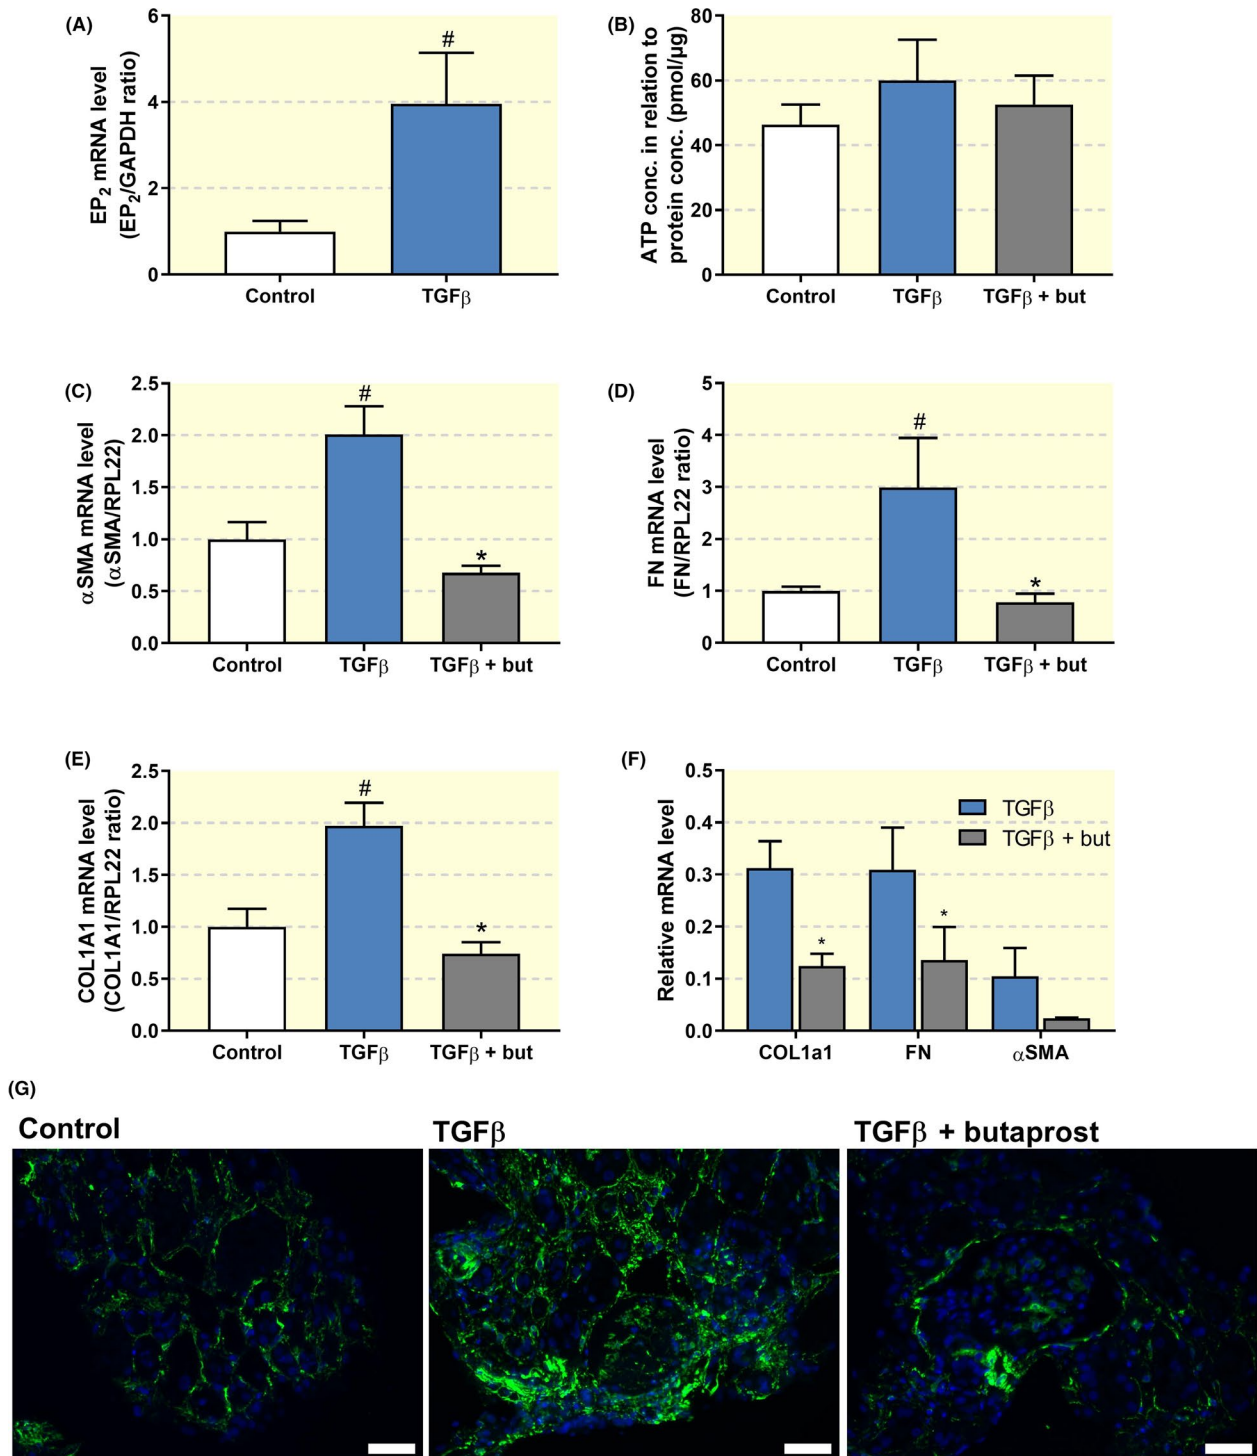 (A)
EP₂ mRNA level
(EP₂/GAPDH ratio)
6
4
2
0
#
Control
TGFβ
(B)
ATP conc. in relation to
protein conc. (pmol/µg)
80
60
40
20
0
Control
TGFβ
TGFβ + but
(C)
αSMA mRNA level
(αSMA/RPL22
2.5
2.0
1.5
1.0
0.5
0.0
#
*
Control
TGFβ
TGFβ + but
(D)
FN mRNA level
(FN/RPL22 ratio)
5
4
3
2
1
0
#
*
Control
TGFβ
TGFβ + but
(E)
COL1A1 mRNA level
(COL1A1/RPL22 ratio)
2.5
2.0
1.5
1.0
0.5
0.0
#
*
Control
TGFβ
TGFβ + but
(F)
Relative mRNA level
0.5
0.4
0.3
0.2
0.1
0.0
TGFβ
TGFβ + but
*
*
COL1a1
FN
αSMA
(G)
Control
TGFβ
TGFβ + butaprost